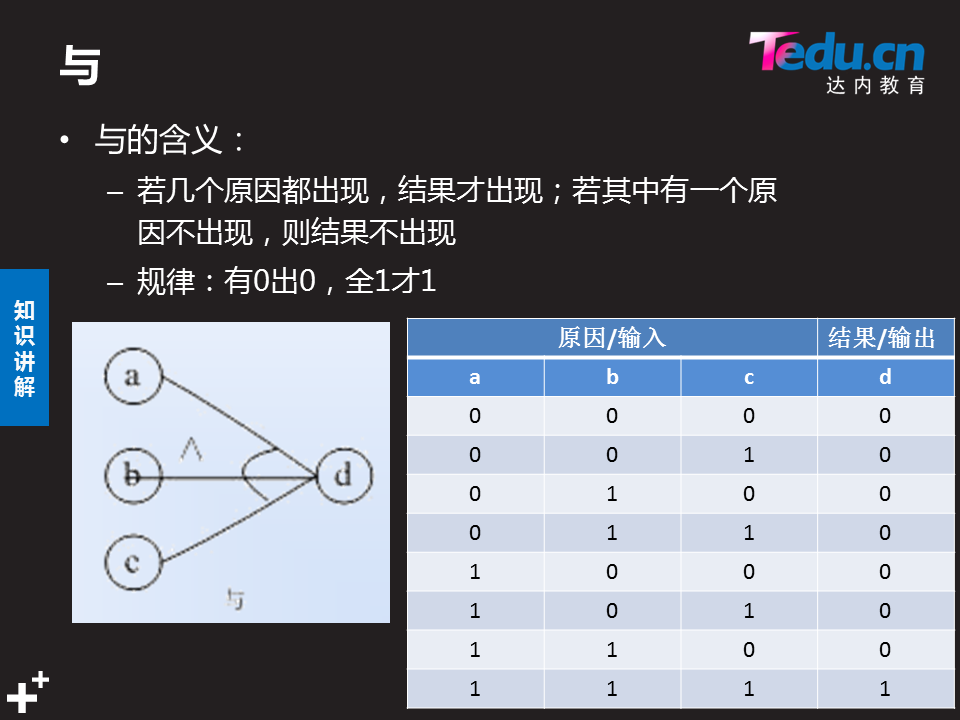 与
Tedu.cn
达内教育
• 与的含义：
– 若几个原因都出现，结果才出现；若其中有一个原
因不出现，则结果不出现
– 规律：有0出0，全1才1
知
识
讲
解
a
∧
b
d
c
与
原因/输入 结果/输出
a b c d
0 0 0 0
0 0 1 0
0 1 0 0
0 1 1 0
1 0 0 0
1 0 1 0
1 1 0 0
1 1 1 1